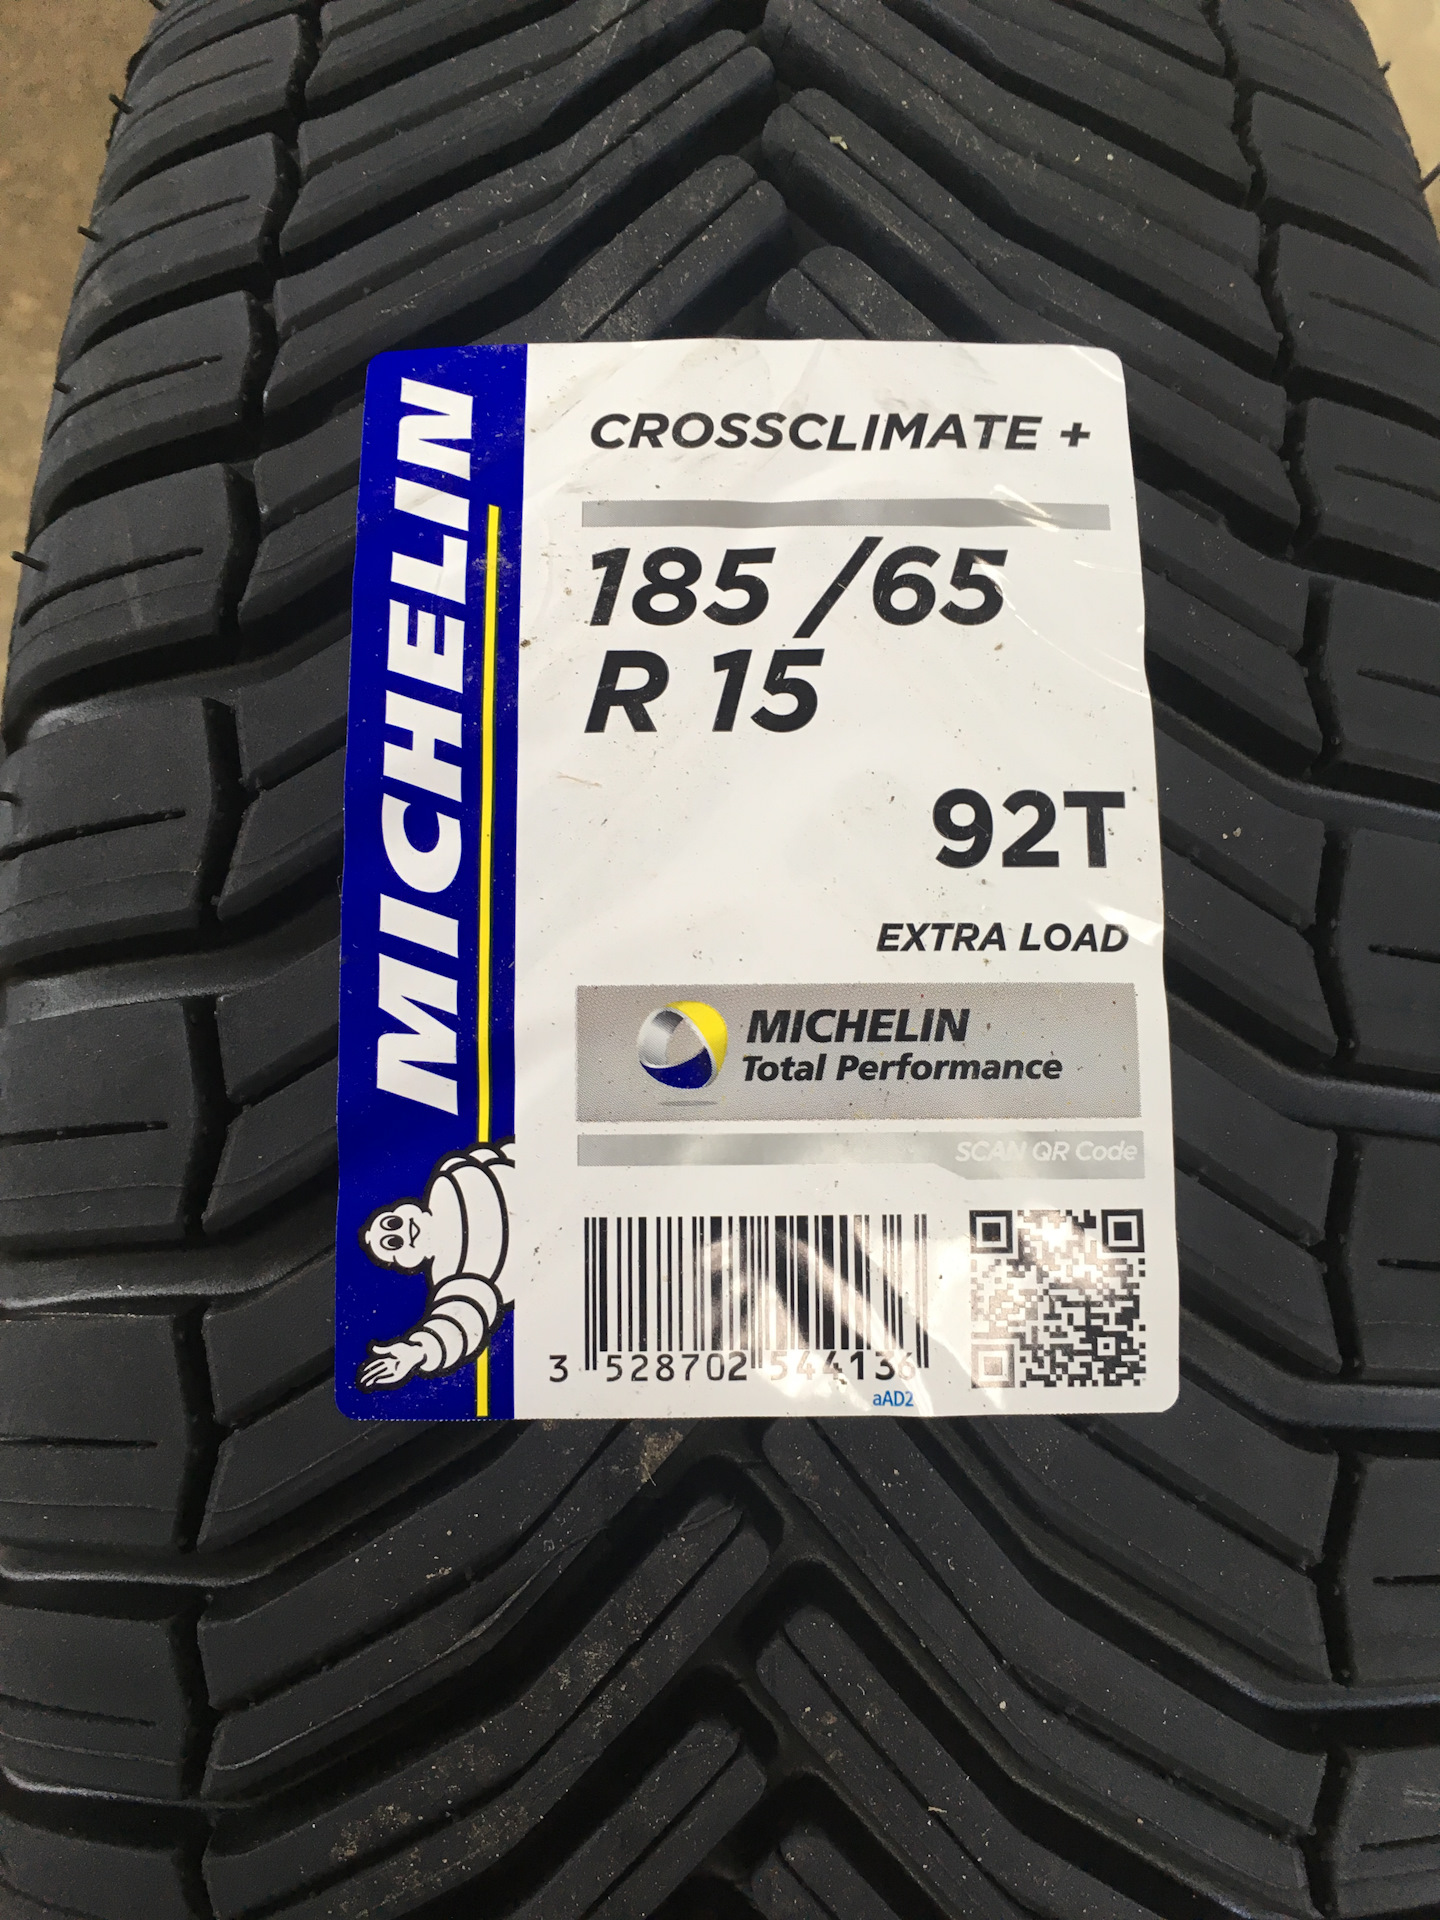 MICHELIN
CROSSCLIMATE +
185 /65
R 15
92T
EXTRA LOAD
MICHELIN
Total Performance
SCAN QR Code
3 528702 544136
aAD2